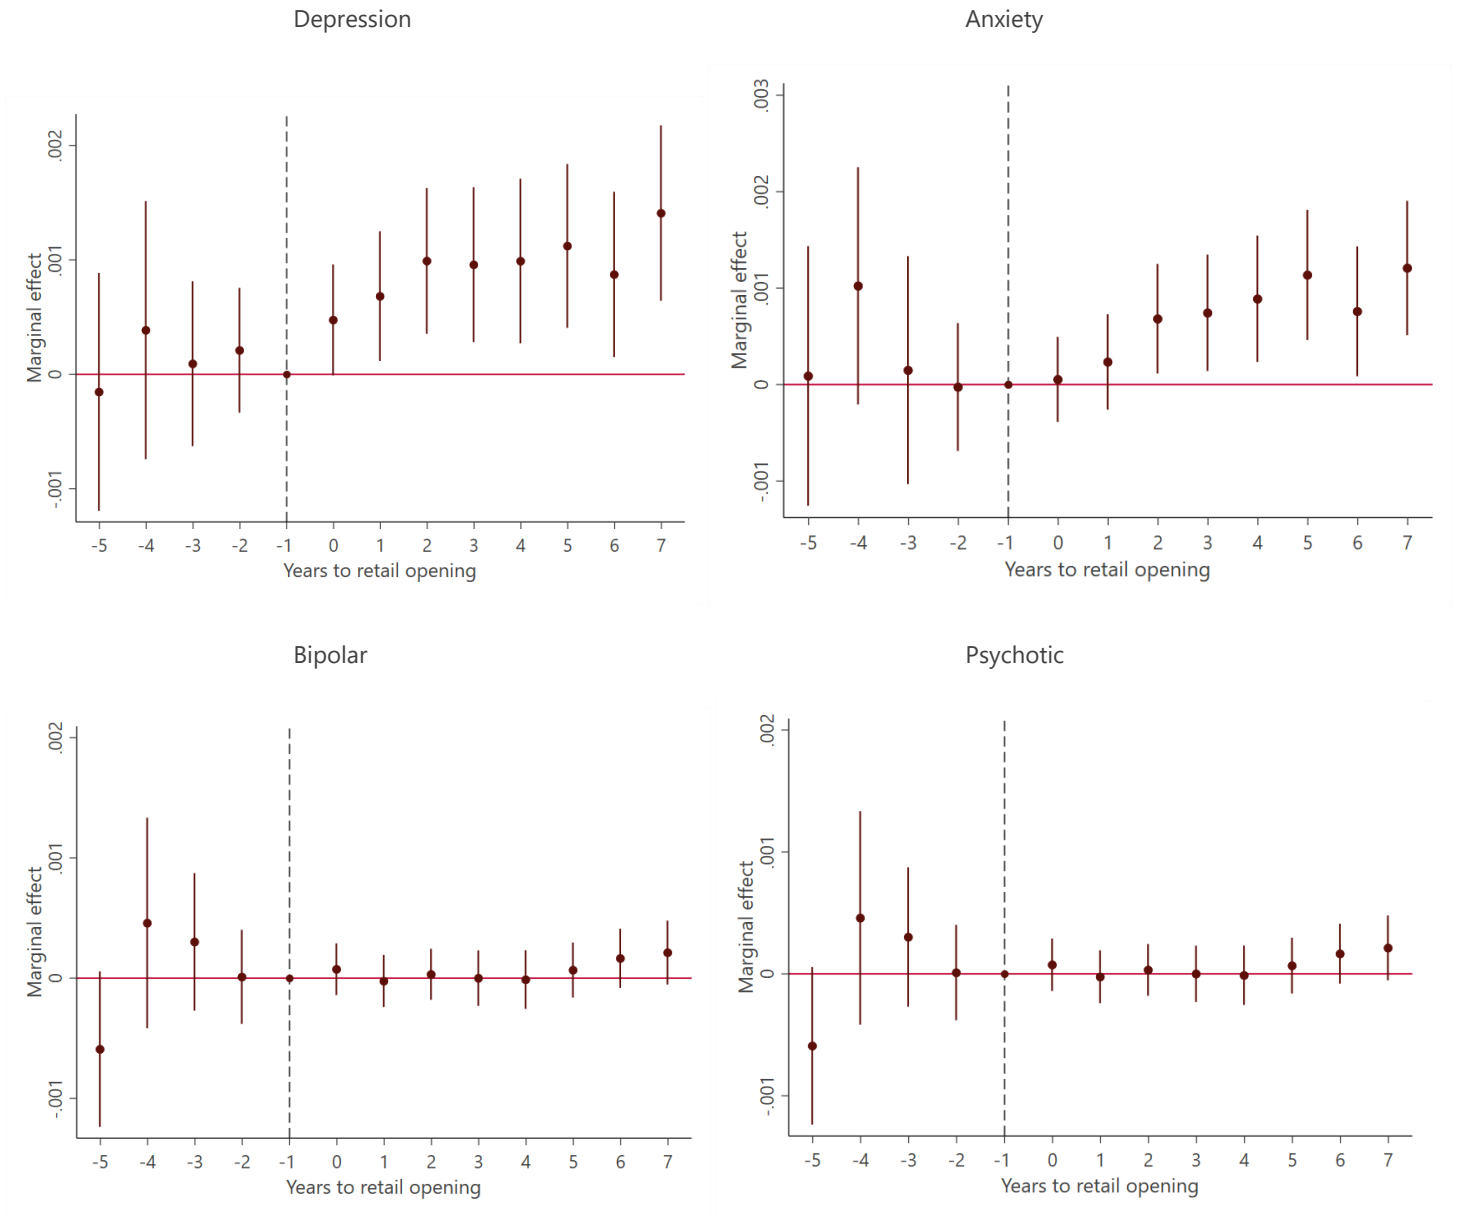 Depression
Anxiety
Marginal effect
.002
.001
0
-.001
-5 -4 -3 -2 -1 0 1 2 3 4 5 6 7
Years to retail opening
Marginal effect
.003
.002
.001
0
-.001
-5 -4 -3 -2 -1 0 1 2 3 4 5 6 7
Years to retail opening
Bipolar
Psychotic
Marginal effect
.002
.001
0
-.001
-5 -4 -3 -2 -1 0 1 2 3 4 5 6 7
Years to retail opening
Marginal effect
.002
.001
0
-.001
-5 -4 -3 -2 -1 0 1 2 3 4 5 6 7
Years to retail opening